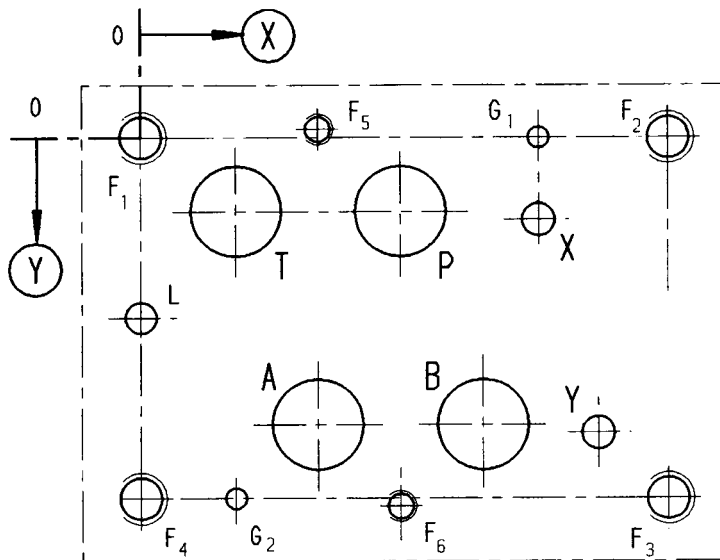 0 X
0
F₅ G₁ F₂
F₁
T P X
Y
L
A B Y
F₄ G₂ F₆ F₃